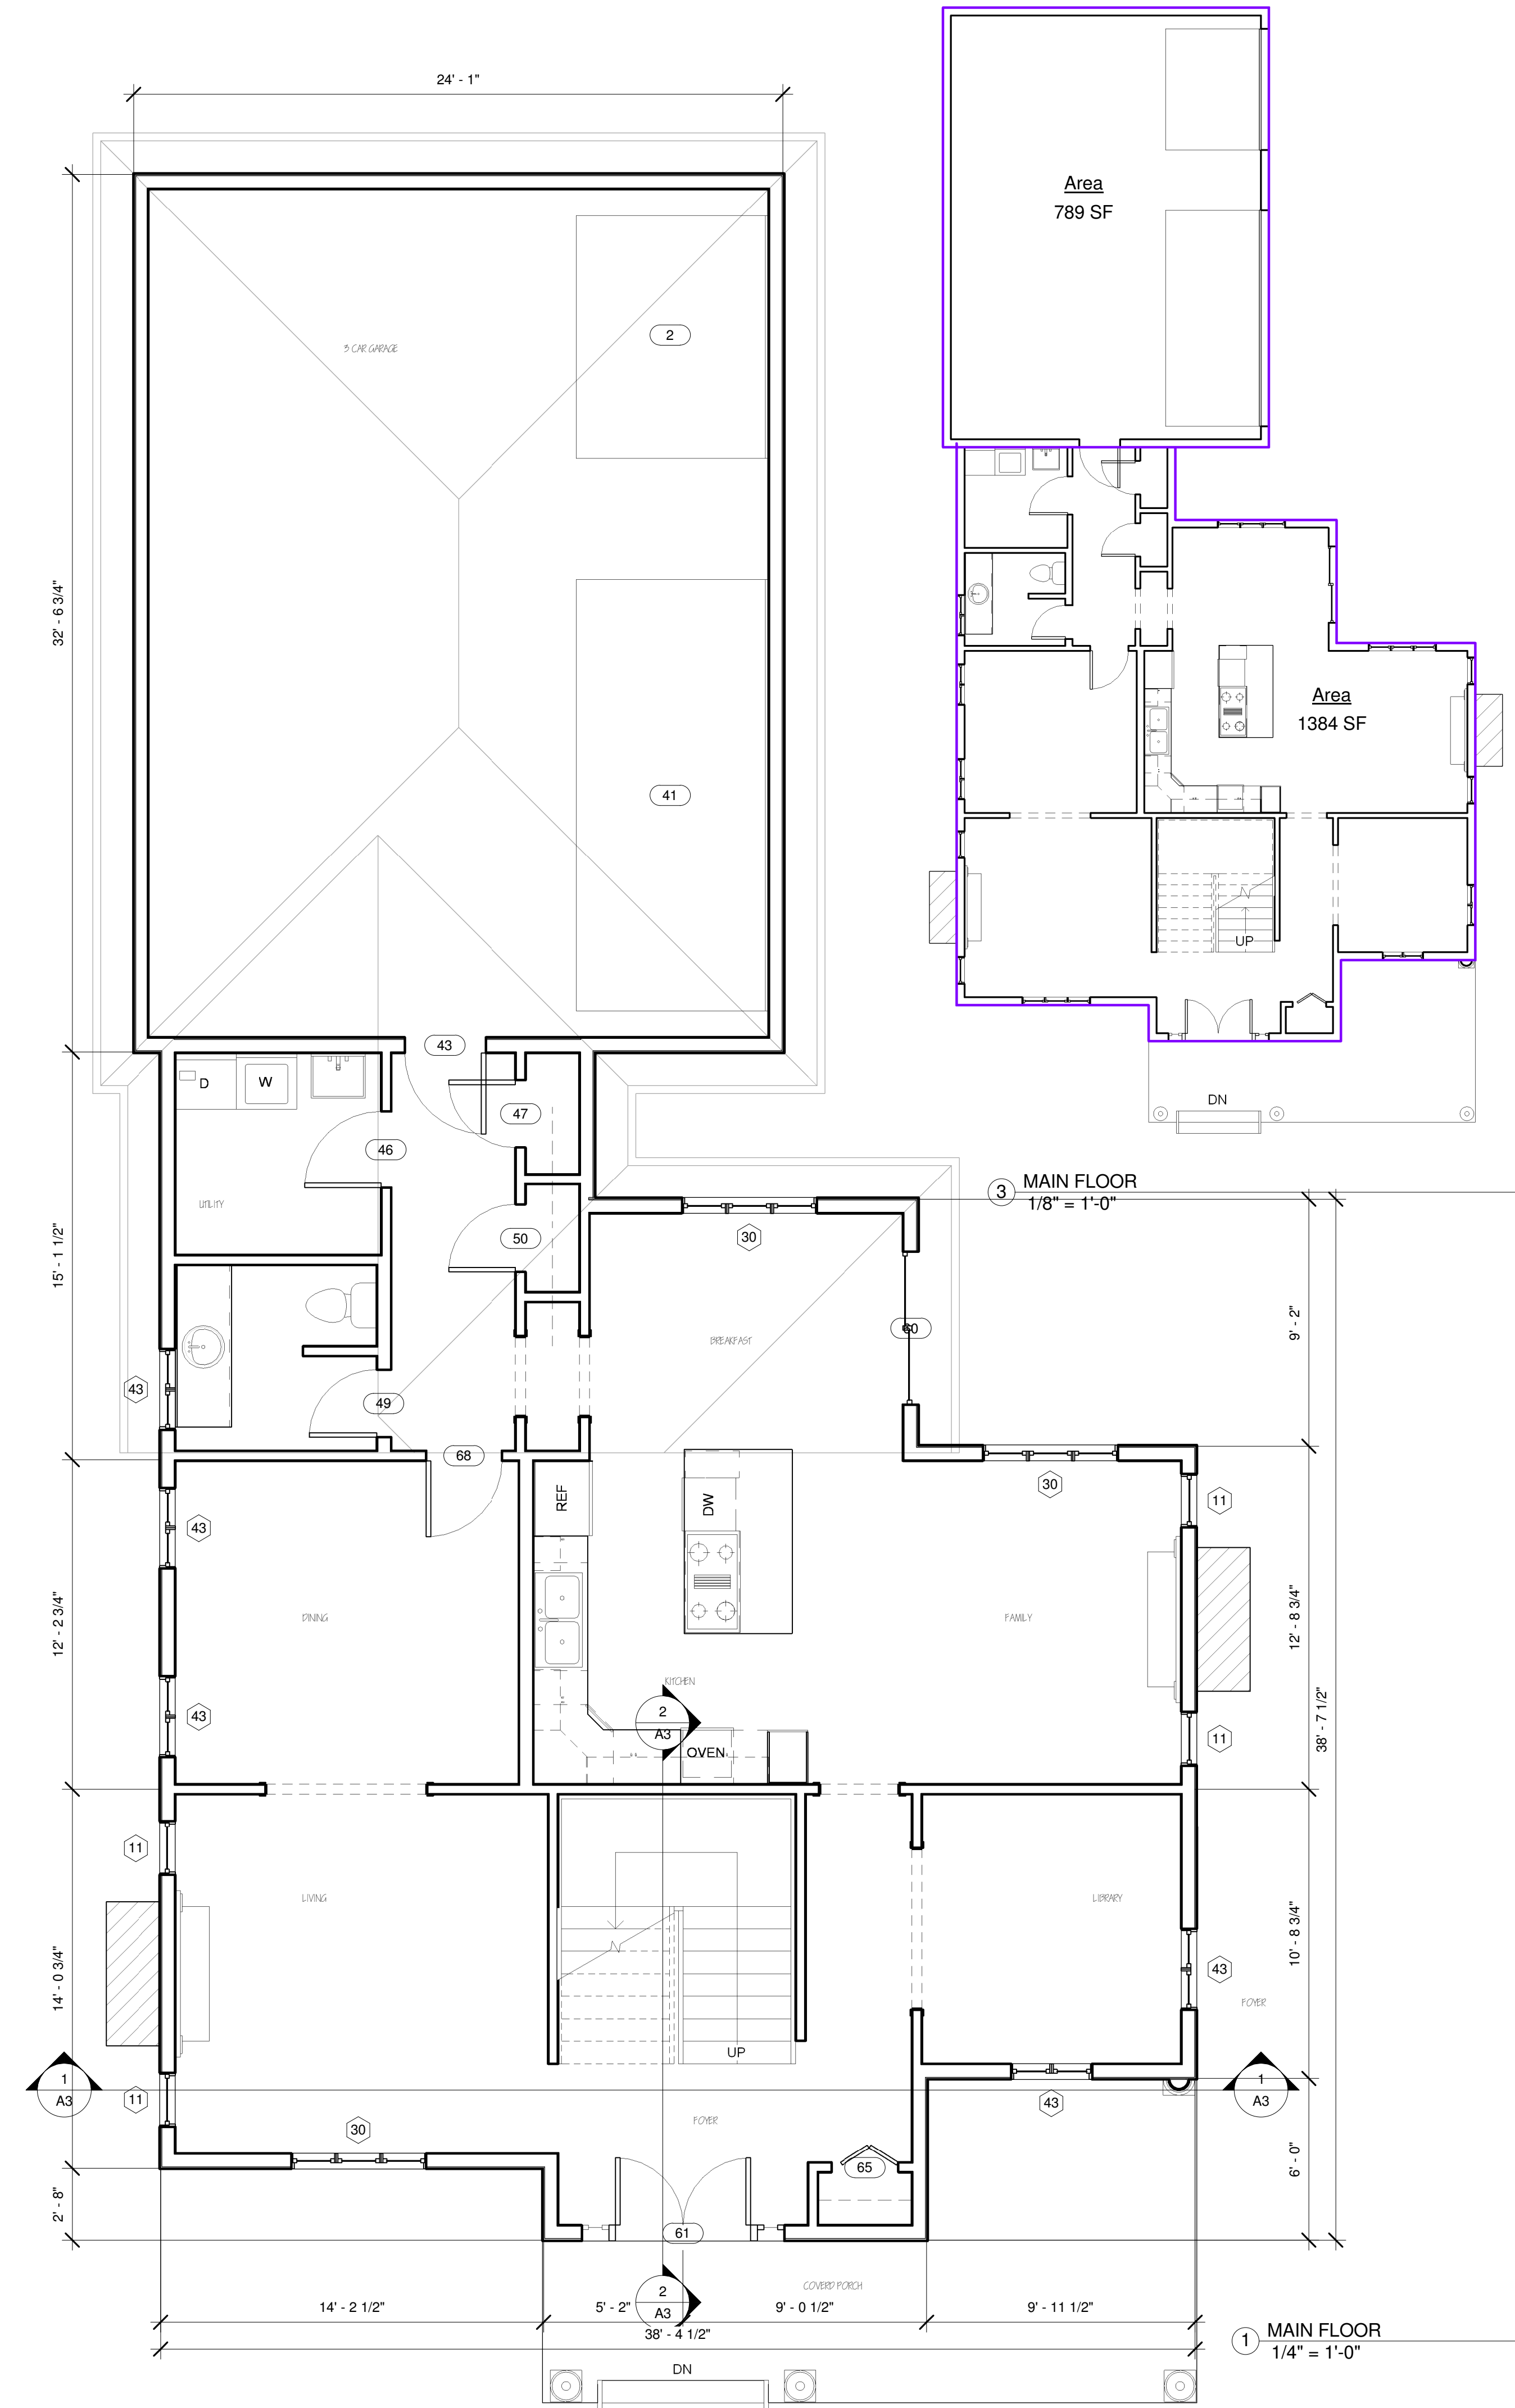 24' - 1"
Area
789 SF
3 CAR GARAGE
2
32' - 6 3/4"
41
Area
1384 SF
UP
DN
43
D
W
47
46
UTILITY
50
3
MAIN FLOOR
1/8" = 1'-0"
30
15' - 1 1/2"
BREAKFAST
60
9' - 2"
43
49
68
30
11
REF
DW
43
DINING
FAMILY
12' - 2 3/4"
12' - 8 3/4"
38' - 7 1/2"
KITCHEN
43
2
A3
OVEN
11
11
LIVING
LIBRARY
14' - 0 3/4"
10' - 8 3/4"
43
FOYER
UP
1
A3
11
43
1
A3
30
FOYER
65
2' - 8"
6' - 0"
61
COVERD PORCH
2
A3
14' - 2 1/2"
5' - 2"
9' - 0 1/2"
9' - 11 1/2"
38' - 4 1/2"
1
MAIN FLOOR
1/4" = 1'-0"
DN